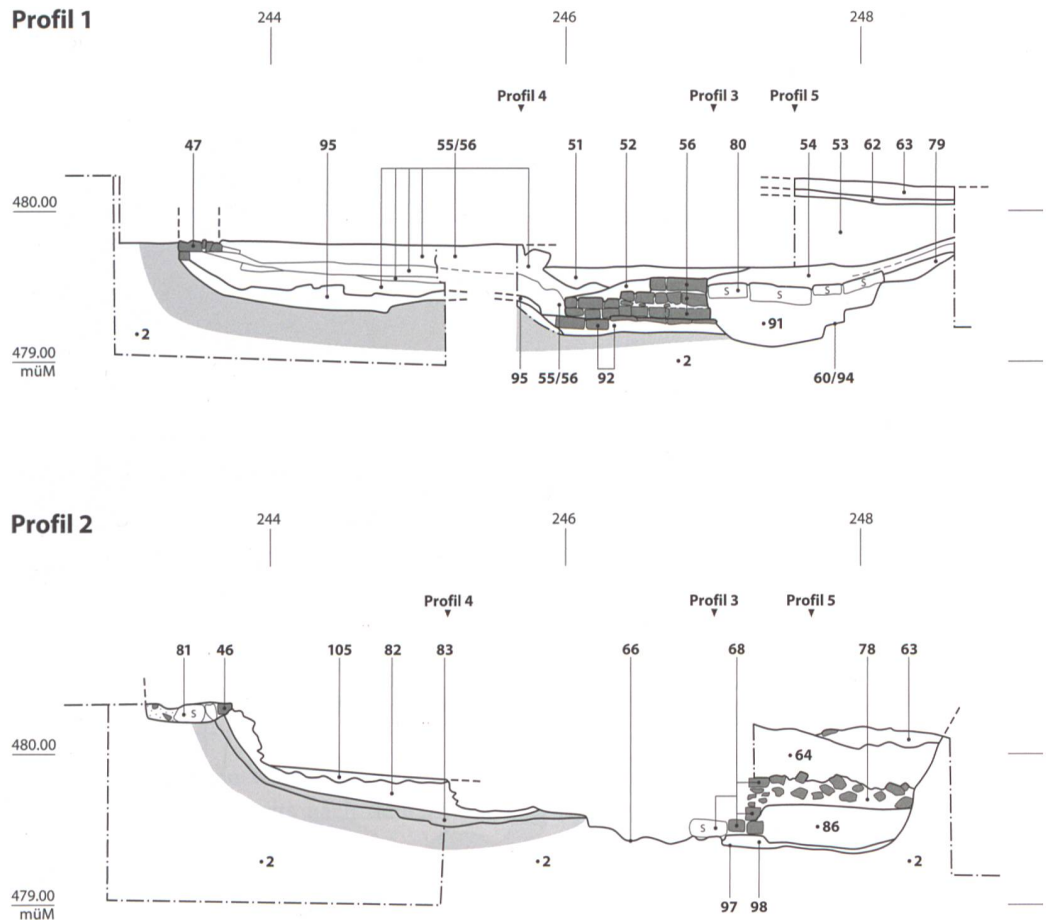 Profil 1
244 246 248
Profil 4 Profil 3 Profil 5
47 95 55/56 51 52 56 80 54 53 62 63 79
480.00
S S S S
•91
•2
•2
479.00
müM
95 55/56 92 60/94
Profil 2
244 246 248
Profil 4 Profil 3 Profil 5
81 46 105 82 83 66 68 78 63
S
480.00
•64
S
•86
•2 •2 •2
479.00
müM
97 98